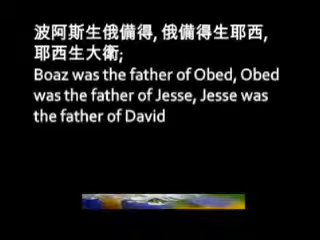 波阿斯生俄備得, 俄備得生耶西,
耶西生大衛;
Boaz was the father of Obed, Obed
was the father of Jesse, Jesse was
the father of David